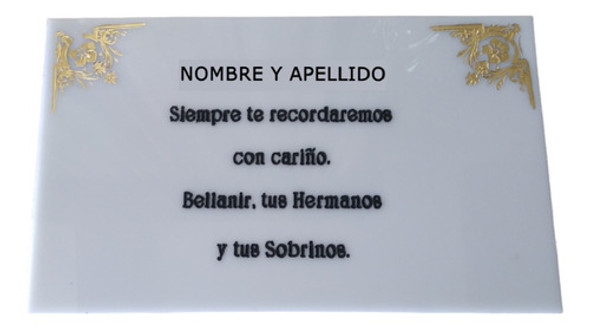 NOMBRE Y APELLIDO
Siempre te recordaremos
con cariño.
Bellanir, tus Hermanos
y tus Sobrinos.